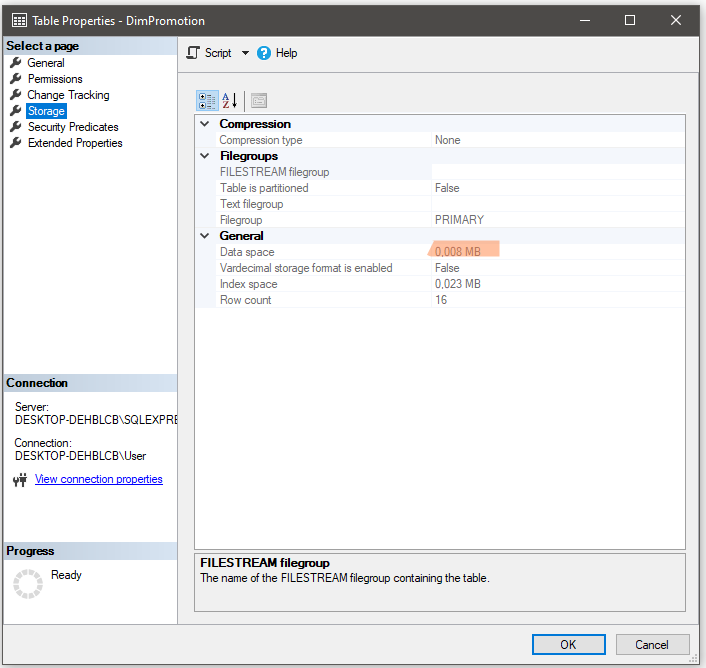 Table Properties - DimPromotion
Select a page
General
Permissions
Change Tracking
Storage
Security Predicates
Extended Properties
Connection
Server:
DESKTOP-DEHBLCB\SQLEXPRE
Connection:
DESKTOP-DEHBLCB\User
View connection properties
Progress
Ready
Script Help
Compression
Compression type None
Filegroups
FILESTREAM filegroup
Table is partitioned False
Text filegroup
Filegroup PRIMARY
General
Data space 0,008 MB
Vardecimal storage format is enabled False
Index space 0,023 MB
Row count 16
FILESTREAM filegroup
The name of the FILESTREAM filegroup containing the table.
OK Cancel